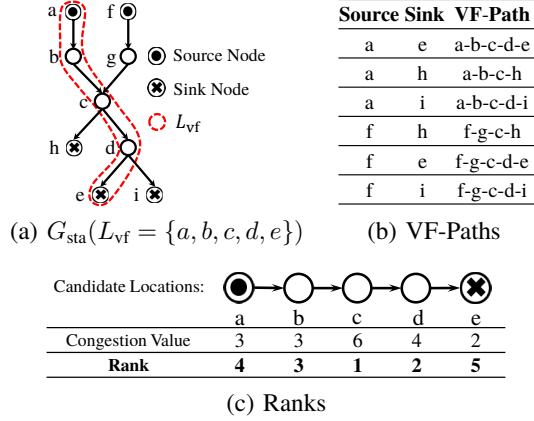 a f
Source Node
b g
Sink Node
c
L_vf
h d
e i
(a) G_sta(L_vf = {a, b, c, d, e})
Source Sink VF-Path
a e a-b-c-d-e
a h a-b-c-h
a i a-b-c-d-i
f h f-g-c-h
f e f-g-c-d-e
f i f-g-c-d-i
(b) VF-Paths
Candidate Locations:
a b c d e
Congestion Value 3 3 6 4 2
Rank 4 3 1 2 5
(c) Ranks